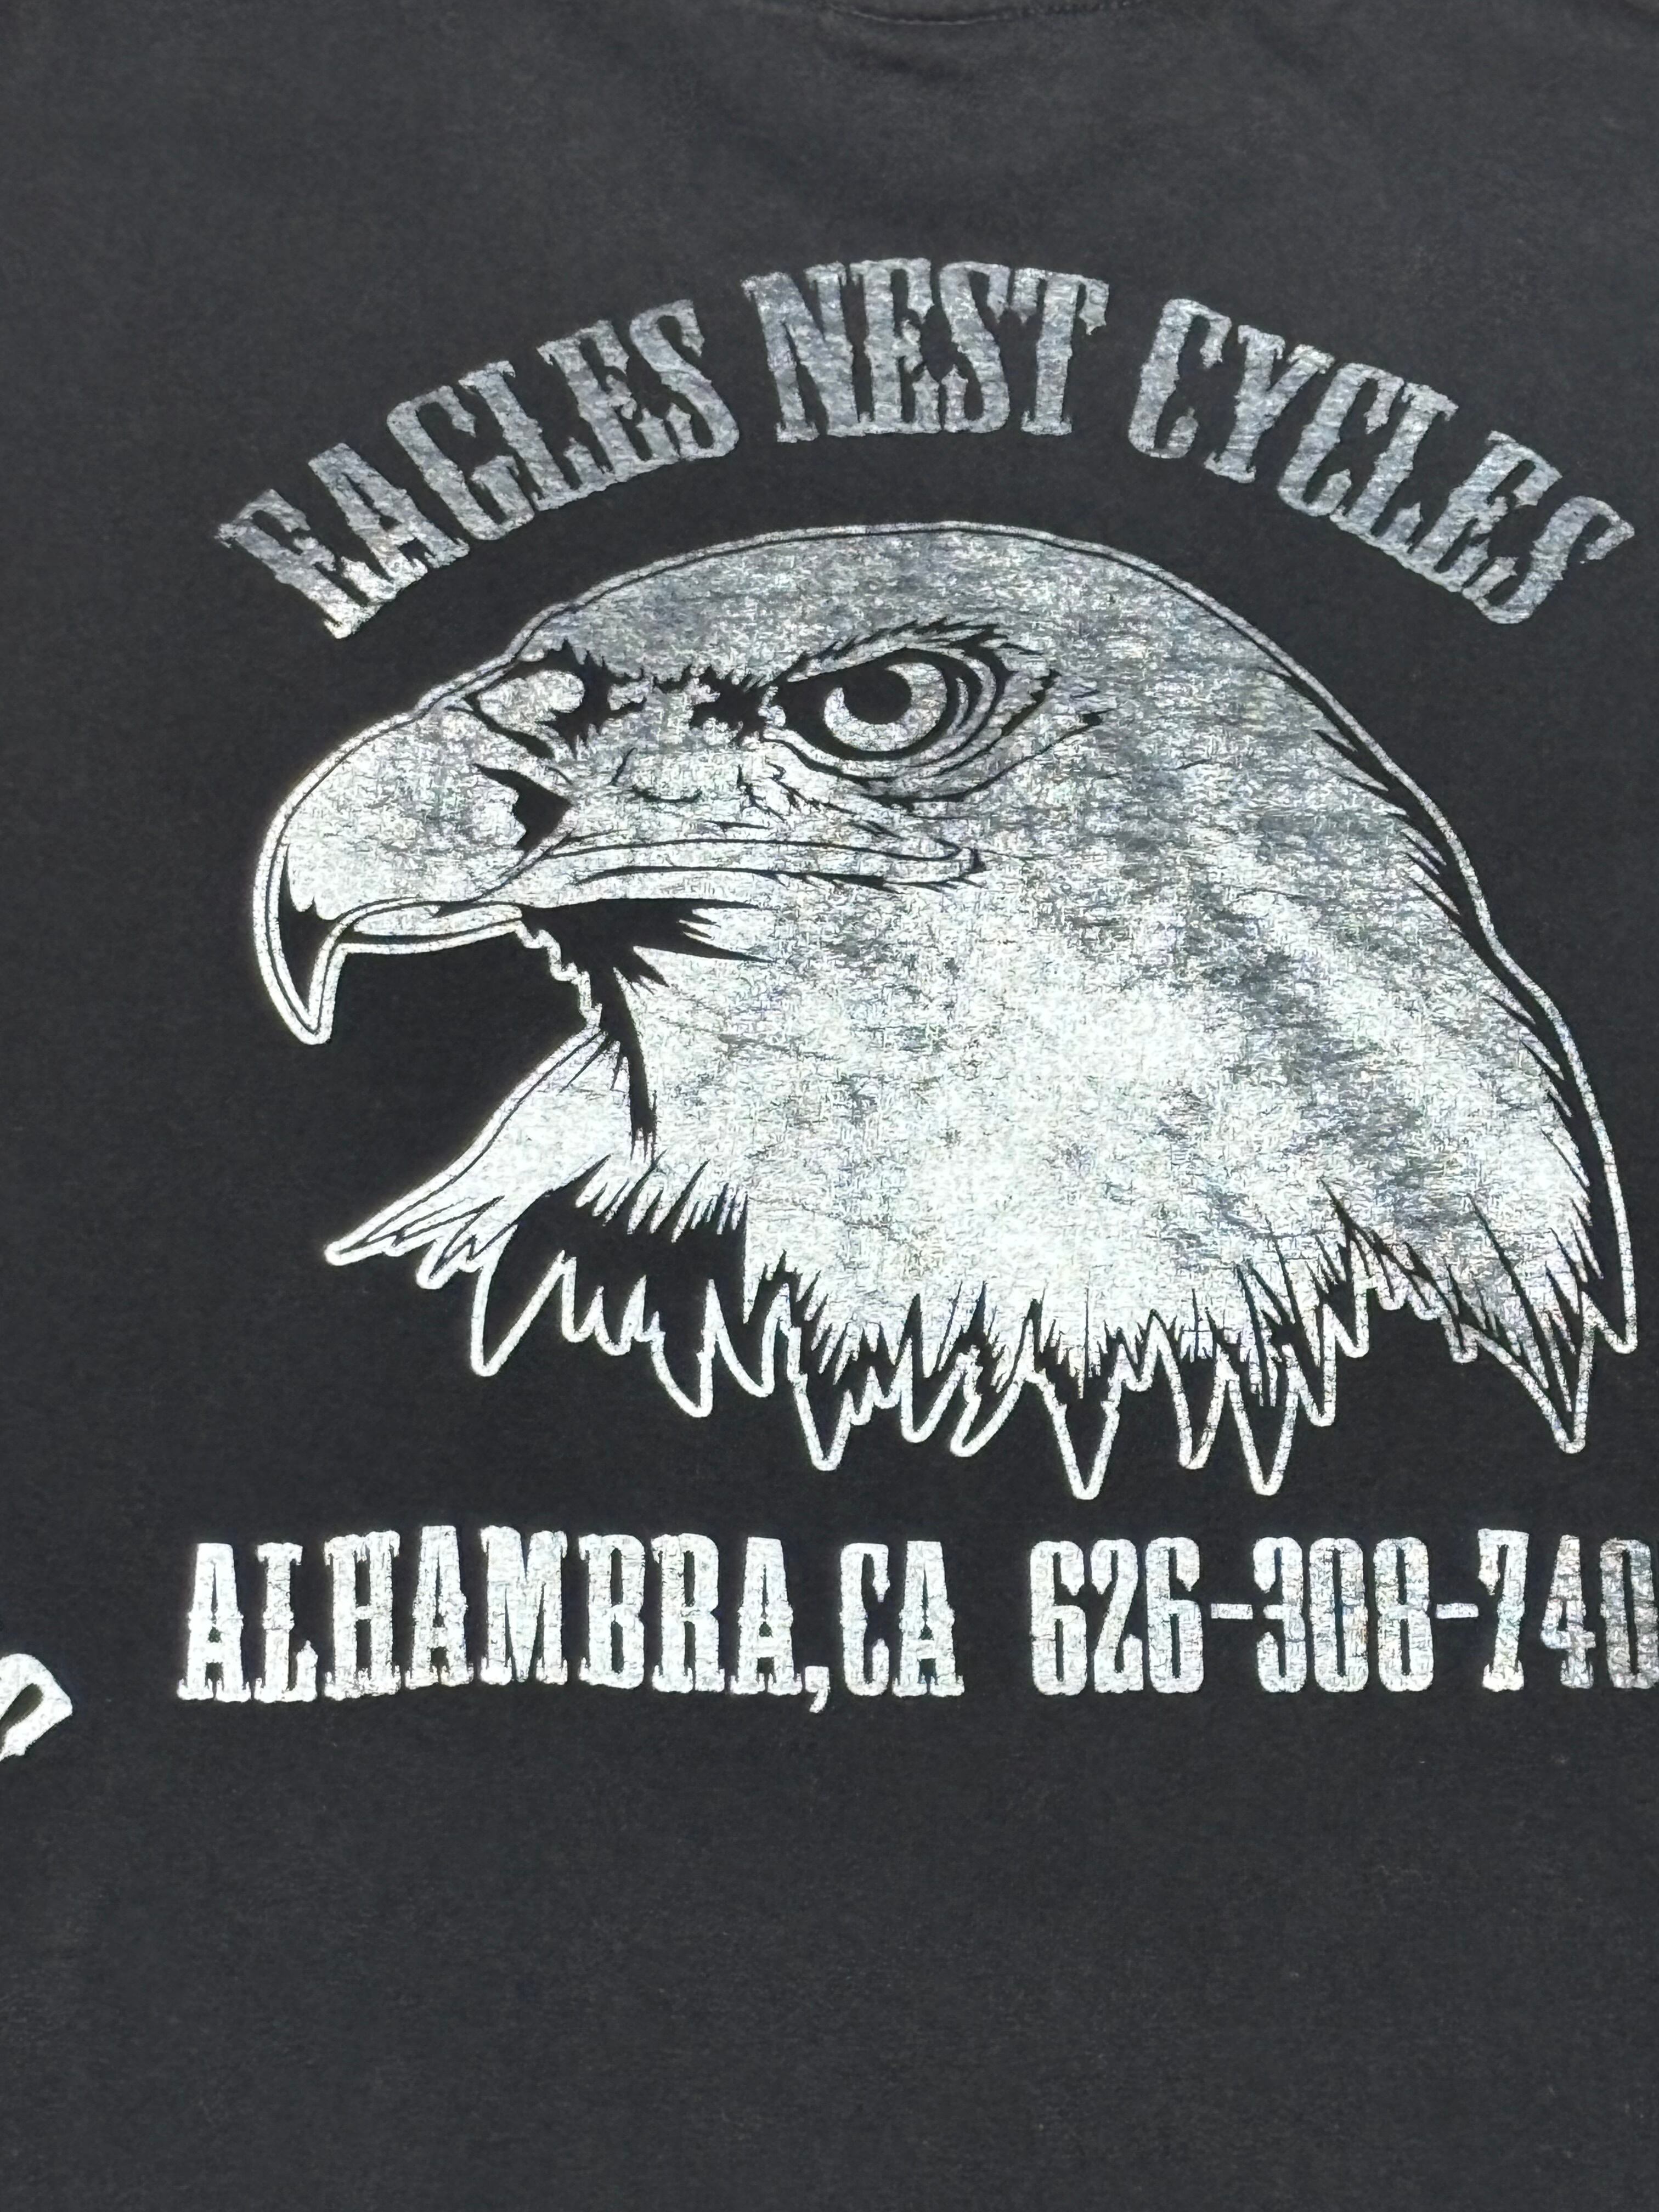 EAGLES NEST CYCLES
ALHAMBRA,CA 626-308-740